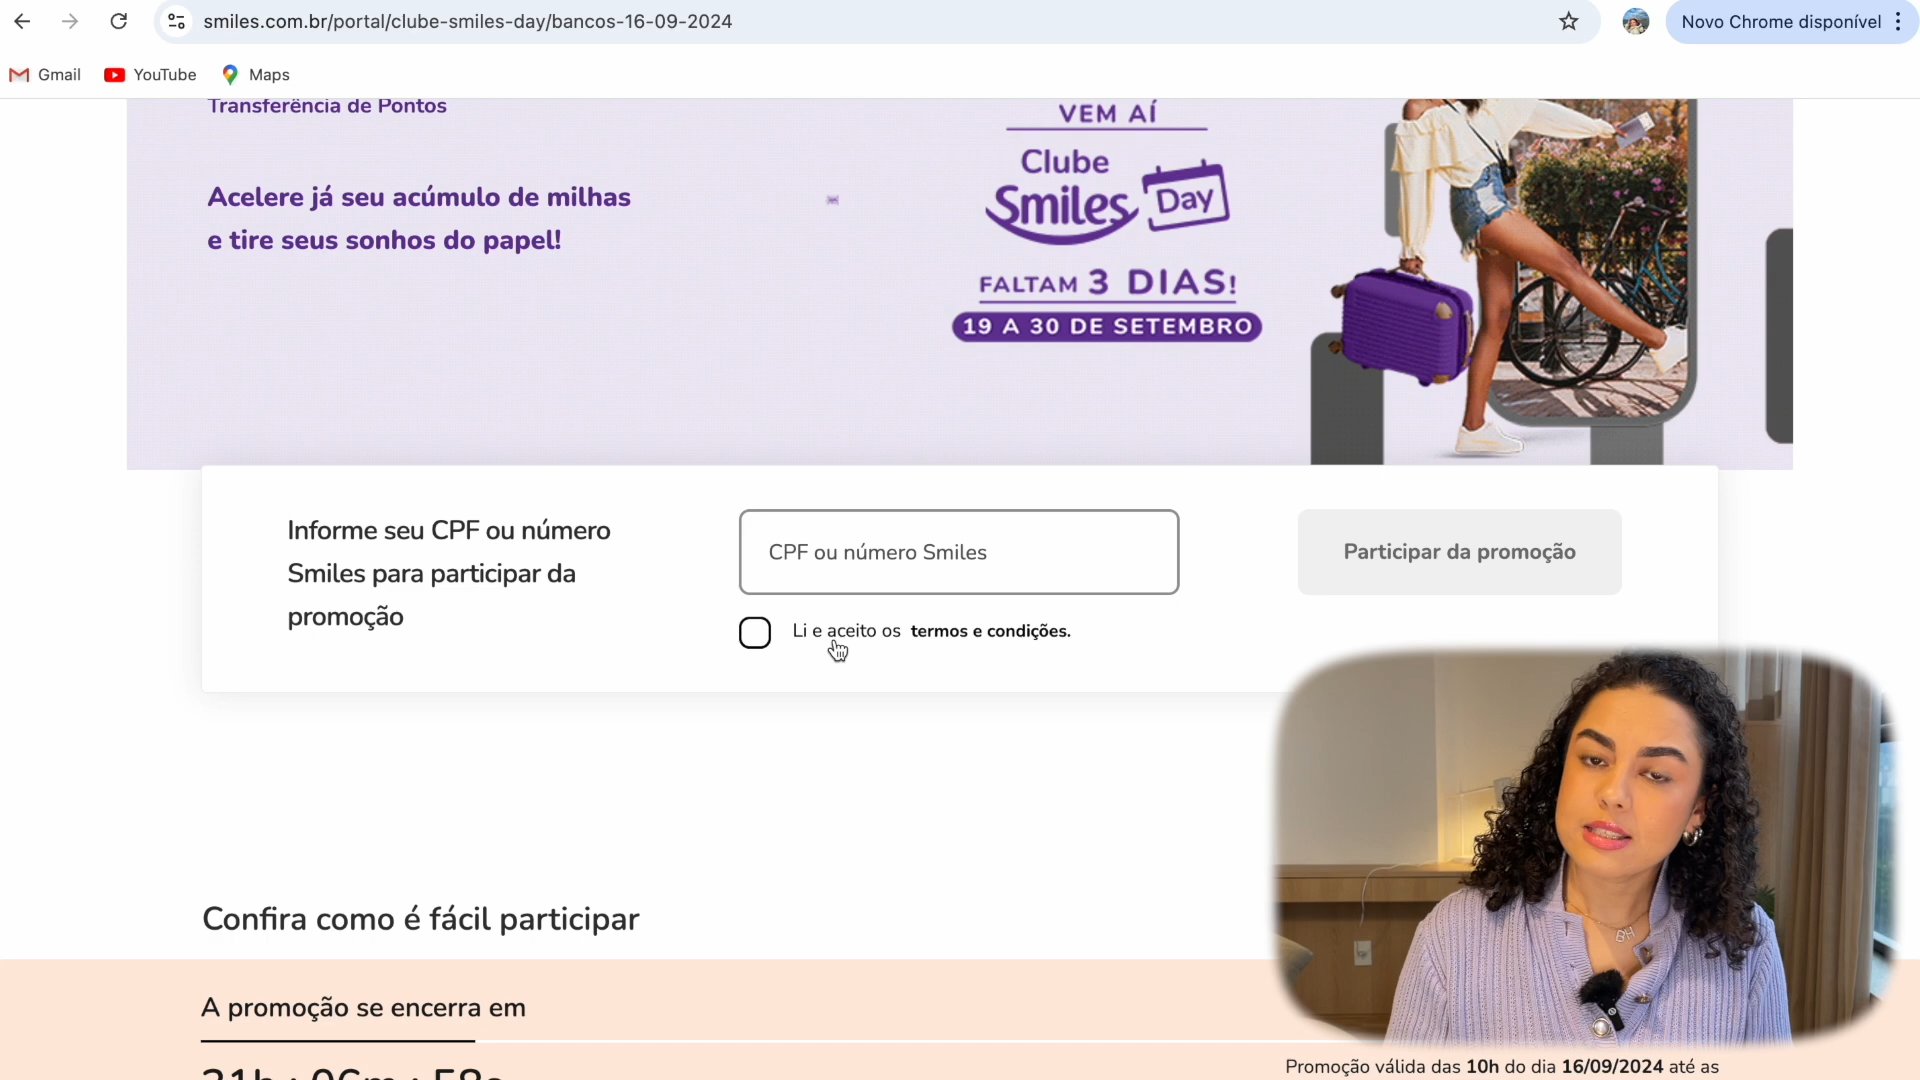 smiles.com.br/portal/clube-smiles-day/bancos-16-09-2024
Novo Chrome disponível
Gmail
YouTube
Maps
Transferência de Pontos
Acelere já seu acúmulo de milhas
e tire seus sonhos do papel!
VEM AÍ
Clube
Smiles Day
FALTAM 3 DIAS!
19 A 30 DE SETEMBRO
Informe seu CPF ou número
Smiles para participar da
promoção
CPF ou número Smiles
Li e aceito os termos e condições.
Participar da promoção
Confira como é fácil participar
A promoção se encerra em
21h : 06m : 58s
Promoção válida das 10h do dia 16/09/2024 até as